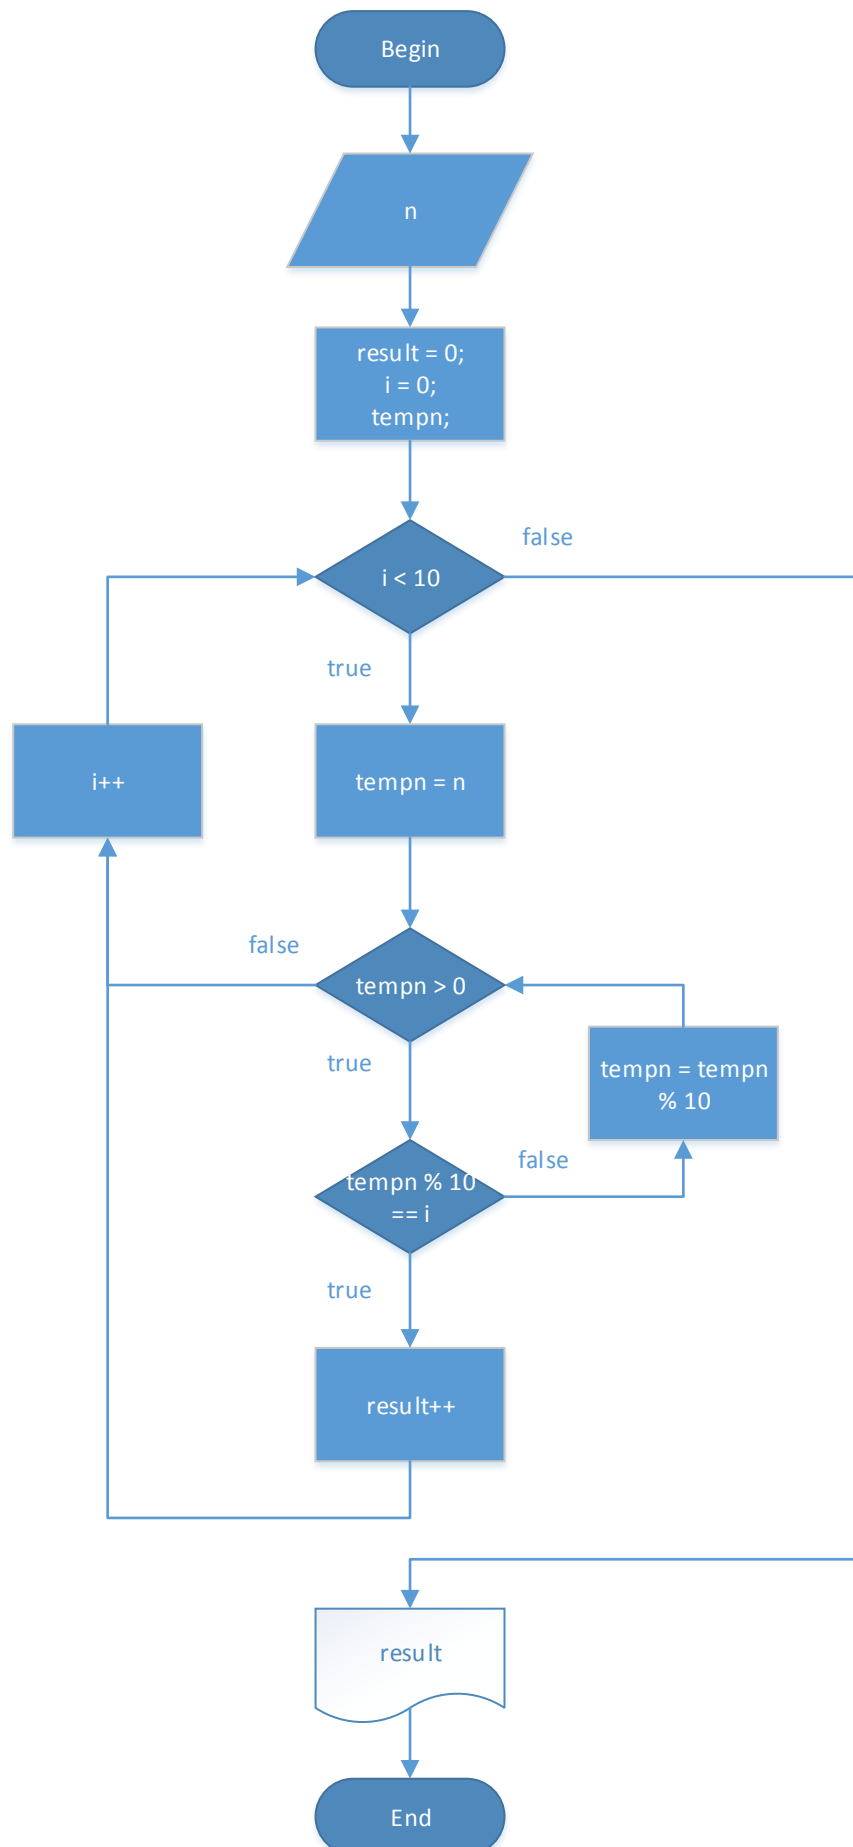 Begin
n
result = 0;
i = 0;
tempn;
i < 10
false
true
i++
tempn = n
false
tempn > 0
true
tempn = tempn
% 10
tempn % 10
== i
false
true
result++
result
End